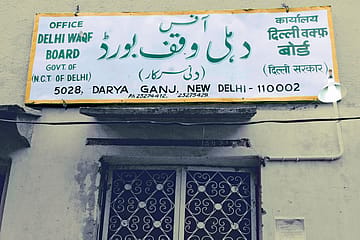 OFFICE
DELHI WAQF
BOARD
GOVT. OF
(N.C.T. OF DELHI)
آفس
دہلی وقف بورڈ
(دلی سرکار)
कार्यालय
दिल्ली वक्फ़
बोर्ड
(दिल्ली सरकार)
5028, DARYA GANJ, NEW DELHI - 110002